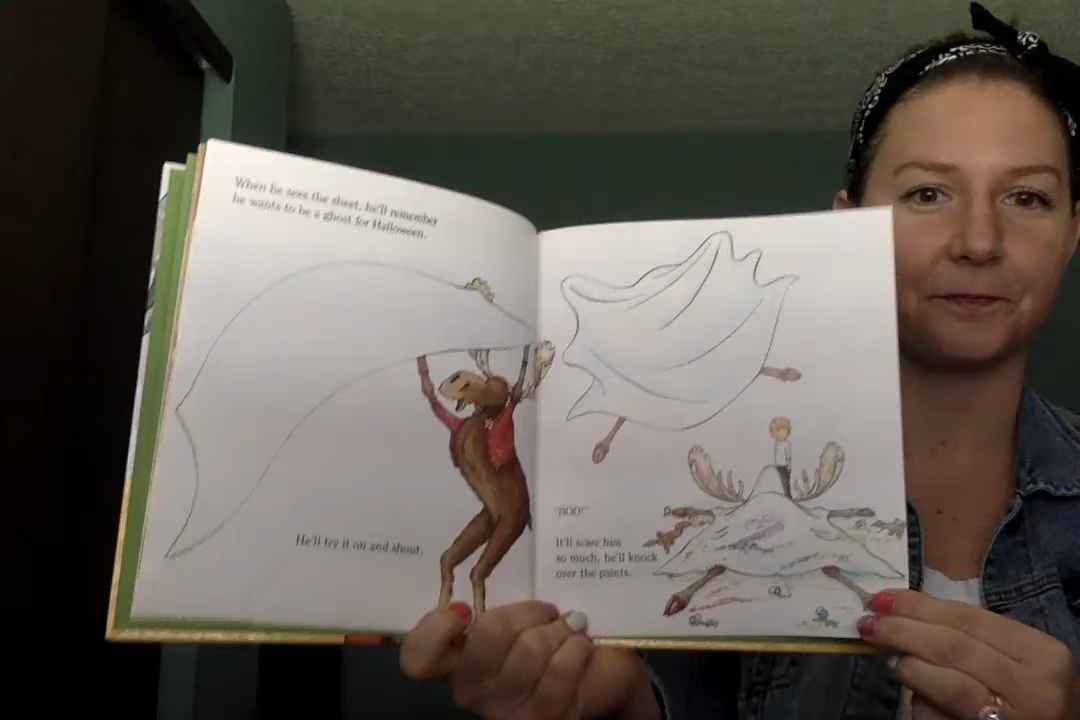 When he sees the sheet, he'll remember
he wants to be a ghost for Halloween.
He'll try it on and shout,
"BOO!"
It'll scare him
so much, he'll knock
over the paints.